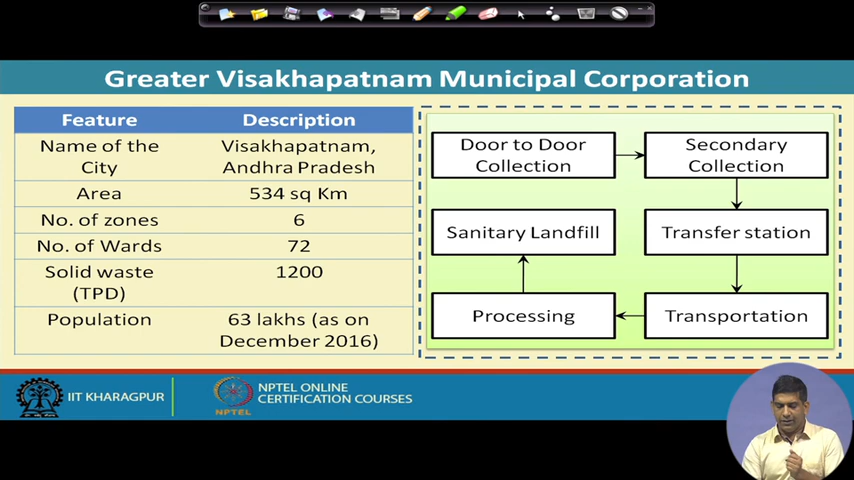 Greater Visakhapatnam Municipal Corporation
Feature
Description
Name of the
City
Visakhapatnam,
Andhra Pradesh
Area
534 sq Km
No. of zones
6
No. of Wards
72
Solid waste
(TPD)
1200
Population
63 lakhs (as on
December 2016)
Door to Door
Collection
Secondary
Collection
Sanitary Landfill
Transfer station
Processing
Transportation
IIT KHARAGPUR
NPTEL
NPTEL ONLINE
CERTIFICATION COURSES